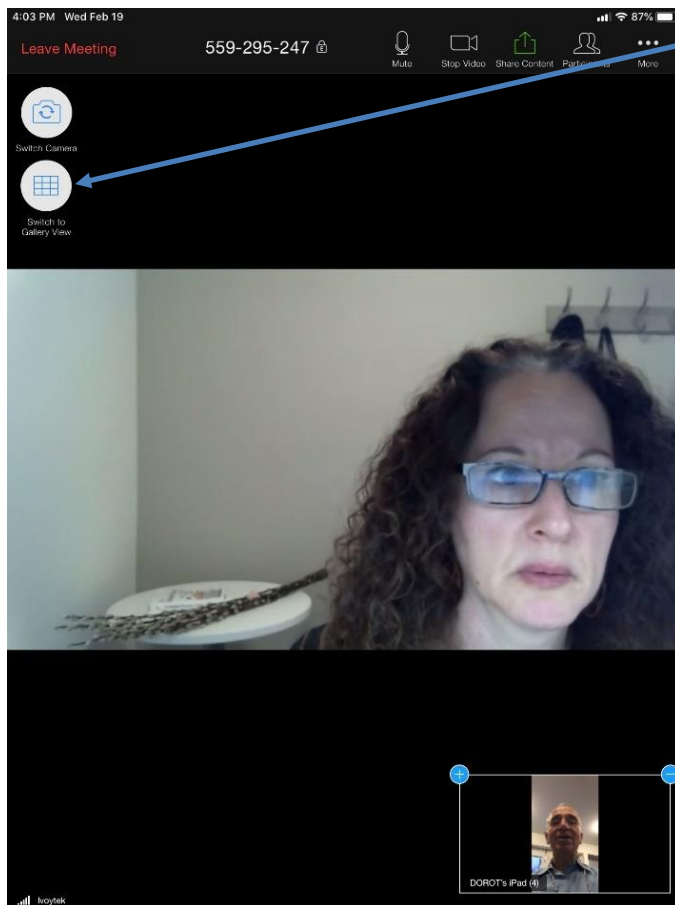 4:03 PM Wed Feb 19
87%
Leave Meeting
559-295-247
Mute
Stop Video
Share Content
Participants
More
Switch Camera
Switch to
Gallery View
DOROT's iPad (4)
lvoytek